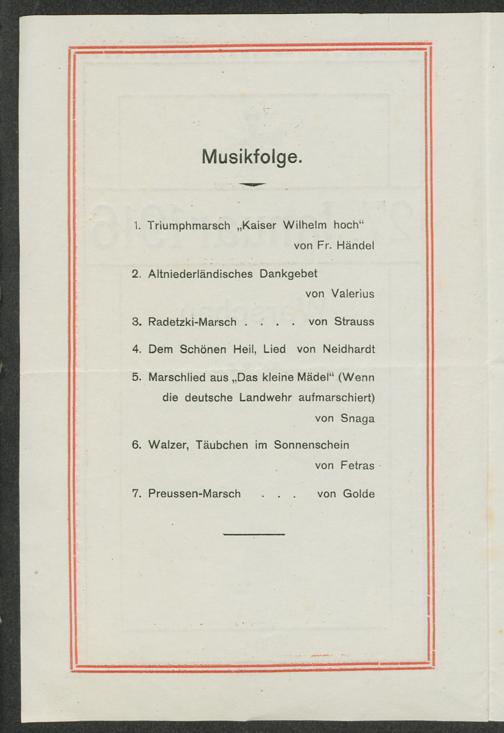 Musikfolge.
1. Triumphmarsch „Kaiser Wilhelm hoch“
von Fr. Händel
2. Altniederländisches Dankgebet
von Valerius
3. Radetzki-Marsch . . . . von Strauss
4. Dem Schönen Heil, Lied von Neidhardt
5. Marschlied aus „Das kleine Mädel“ (Wenn
die deutsche Landwehr aufmarschiert)
von Snaga
6. Walzer, Täubchen im Sonnenschein
von Fetras
7. Preussen-Marsch . . . von Golde